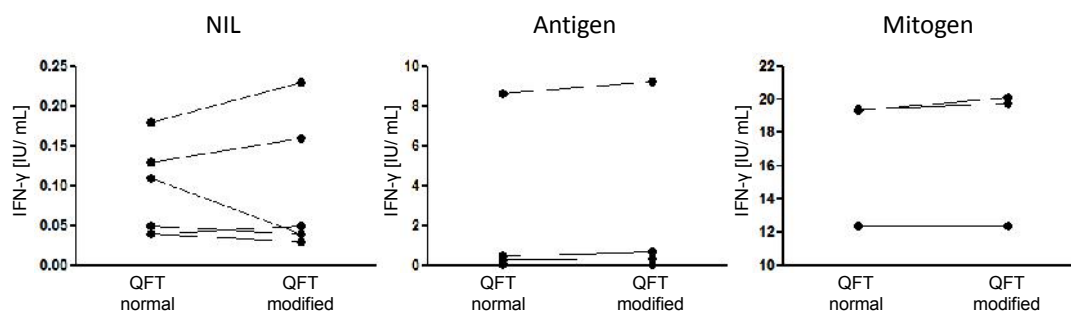 NIL
IFN-γ [IU/ mL]
0.25
0.20
0.15
0.10
0.05
0.00
QFT
normal
QFT
modified
Antigen
IFN-γ [IU/ mL]
10
8
6
4
2
0
QFT
normal
QFT
modified
Mitogen
IFN-γ [IU/ mL]
22
20
18
16
14
12
10
QFT
normal
QFT
modified